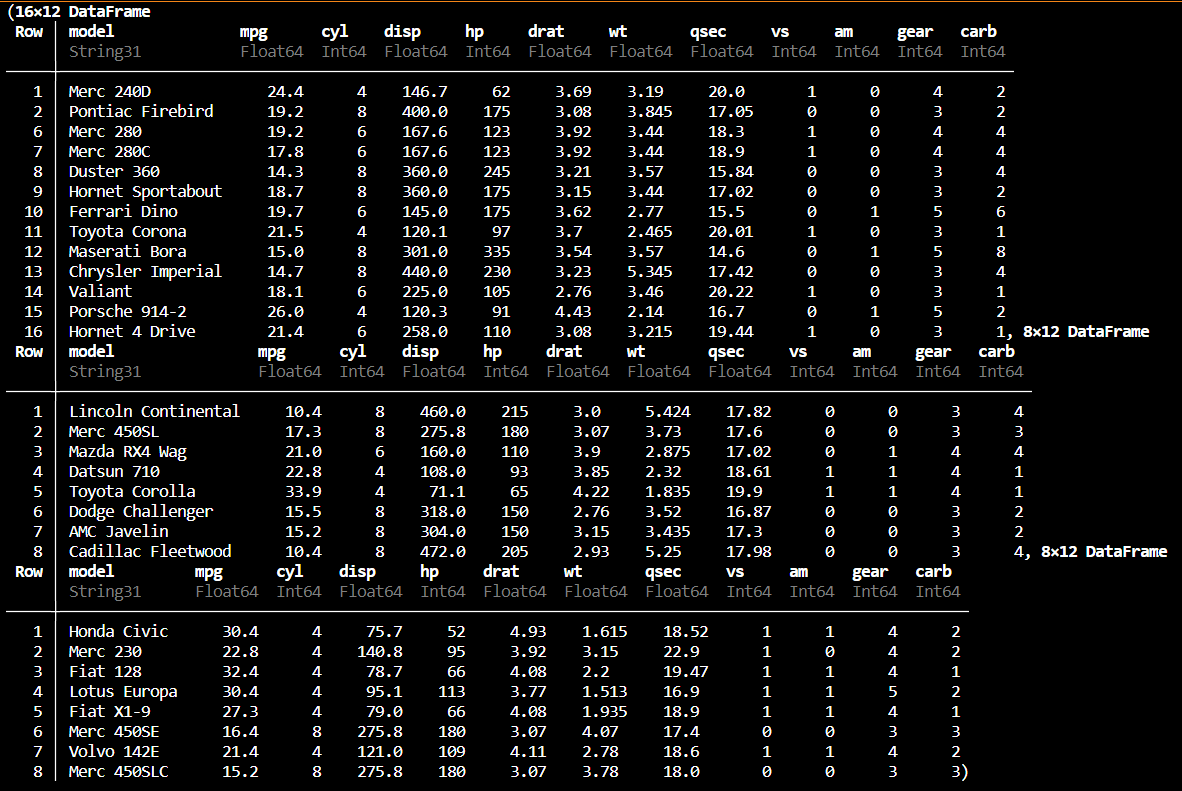 (16×12 DataFrame
Row model mpg cyl disp hp drat wt qsec vs am gear carb
String31 Float64 Int64 Float64 Int64 Float64 Float64 Float64 Int64 Int64 Int64 Int64
1 Merc 240D 24.4 4 146.7 62 3.69 3.19 20.0 1 0 4 2
2 Pontiac Firebird 19.2 8 400.0 175 3.08 3.845 17.05 0 0 3 2
6 Merc 280 19.2 6 167.6 123 3.92 3.44 18.3 1 0 4 4
7 Merc 280C 17.8 6 167.6 123 3.92 3.44 18.9 1 0 4 4
8 Duster 360 14.3 8 360.0 245 3.21 3.57 15.84 0 0 3 4
9 Hornet Sportabout 18.7 8 360.0 175 3.15 3.44 17.02 0 0 3 2
10 Ferrari Dino 19.7 6 145.0 175 3.62 2.77 15.5 0 1 5 6
11 Toyota Corona 21.5 4 120.1 97 3.7 2.465 20.01 1 0 3 1
12 Maserati Bora 15.0 8 301.0 335 3.54 3.57 14.6 0 1 5 8
13 Chrysler Imperial 14.7 8 440.0 230 3.23 5.345 17.42 0 0 3 4
14 Valiant 18.1 6 225.0 105 2.76 3.46 20.22 1 0 3 1
15 Porsche 914-2 26.0 4 120.3 91 4.43 2.14 16.7 0 1 5 2
16 Hornet 4 Drive 21.4 6 258.0 110 3.08 3.215 19.44 1 0 3 1, 8×12 DataFrame
Row model mpg cyl disp hp drat wt qsec vs am gear carb
String31 Float64 Int64 Float64 Int64 Float64 Float64 Float64 Int64 Int64 Int64 Int64
1 Lincoln Continental 10.4 8 460.0 215 3.0 5.424 17.82 0 0 3 4
2 Merc 450SL 17.3 8 275.8 180 3.07 3.73 17.6 0 0 3 3
3 Mazda RX4 Wag 21.0 6 160.0 110 3.9 2.875 17.02 0 1 4 4
4 Datsun 710 22.8 4 108.0 93 3.85 2.32 18.61 1 1 4 1
5 Toyota Corolla 33.9 4 71.1 65 4.22 1.835 19.9 1 1 4 1
6 Dodge Challenger 15.5 8 318.0 150 2.76 3.52 16.87 0 0 3 2
7 AMC Javelin 15.2 8 304.0 150 3.15 3.435 17.3 0 0 3 2
8 Cadillac Fleetwood 10.4 8 472.0 205 2.93 5.25 17.98 0 0 3 4, 8×12 DataFrame
Row model mpg cyl disp hp drat wt qsec vs am gear carb
String31 Float64 Int64 Float64 Int64 Float64 Float64 Float64 Int64 Int64 Int64 Int64
1 Honda Civic 30.4 4 75.7 52 4.93 1.615 18.52 1 1 4 2
2 Merc 230 22.8 4 140.8 95 3.92 3.15 22.9 1 0 4 2
3 Fiat 128 32.4 4 78.7 66 4.08 2.2 19.47 1 1 4 1
4 Lotus Europa 30.4 4 95.1 113 3.77 1.513 16.9 1 1 5 2
5 Fiat X1-9 27.3 4 79.0 66 4.08 1.935 18.9 1 1 4 1
6 Merc 450SE 16.4 8 275.8 180 3.07 4.07 17.4 0 0 3 3
7 Volvo 142E 21.4 4 121.0 109 4.11 2.78 18.6 1 1 4 2
8 Merc 450SLC 15.2 8 275.8 180 3.07 3.78 18.0 0 0 3 3)